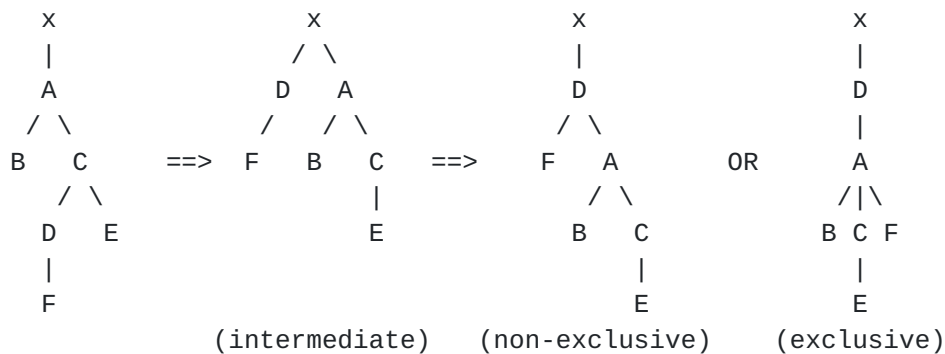 x                x                x                 x
    |               / \               |                 |
    A              D   A              D                 D
   / \            /   / \            / \                |
  B   C     ==>  F   B   C   ==>    F   A      OR       A
     / \                 |             / \             /|\
    D   E                E            B   C           B C F
    |                                     |             |
    F                                     E             E
               (intermediate)   (non-exclusive)    (exclusive)